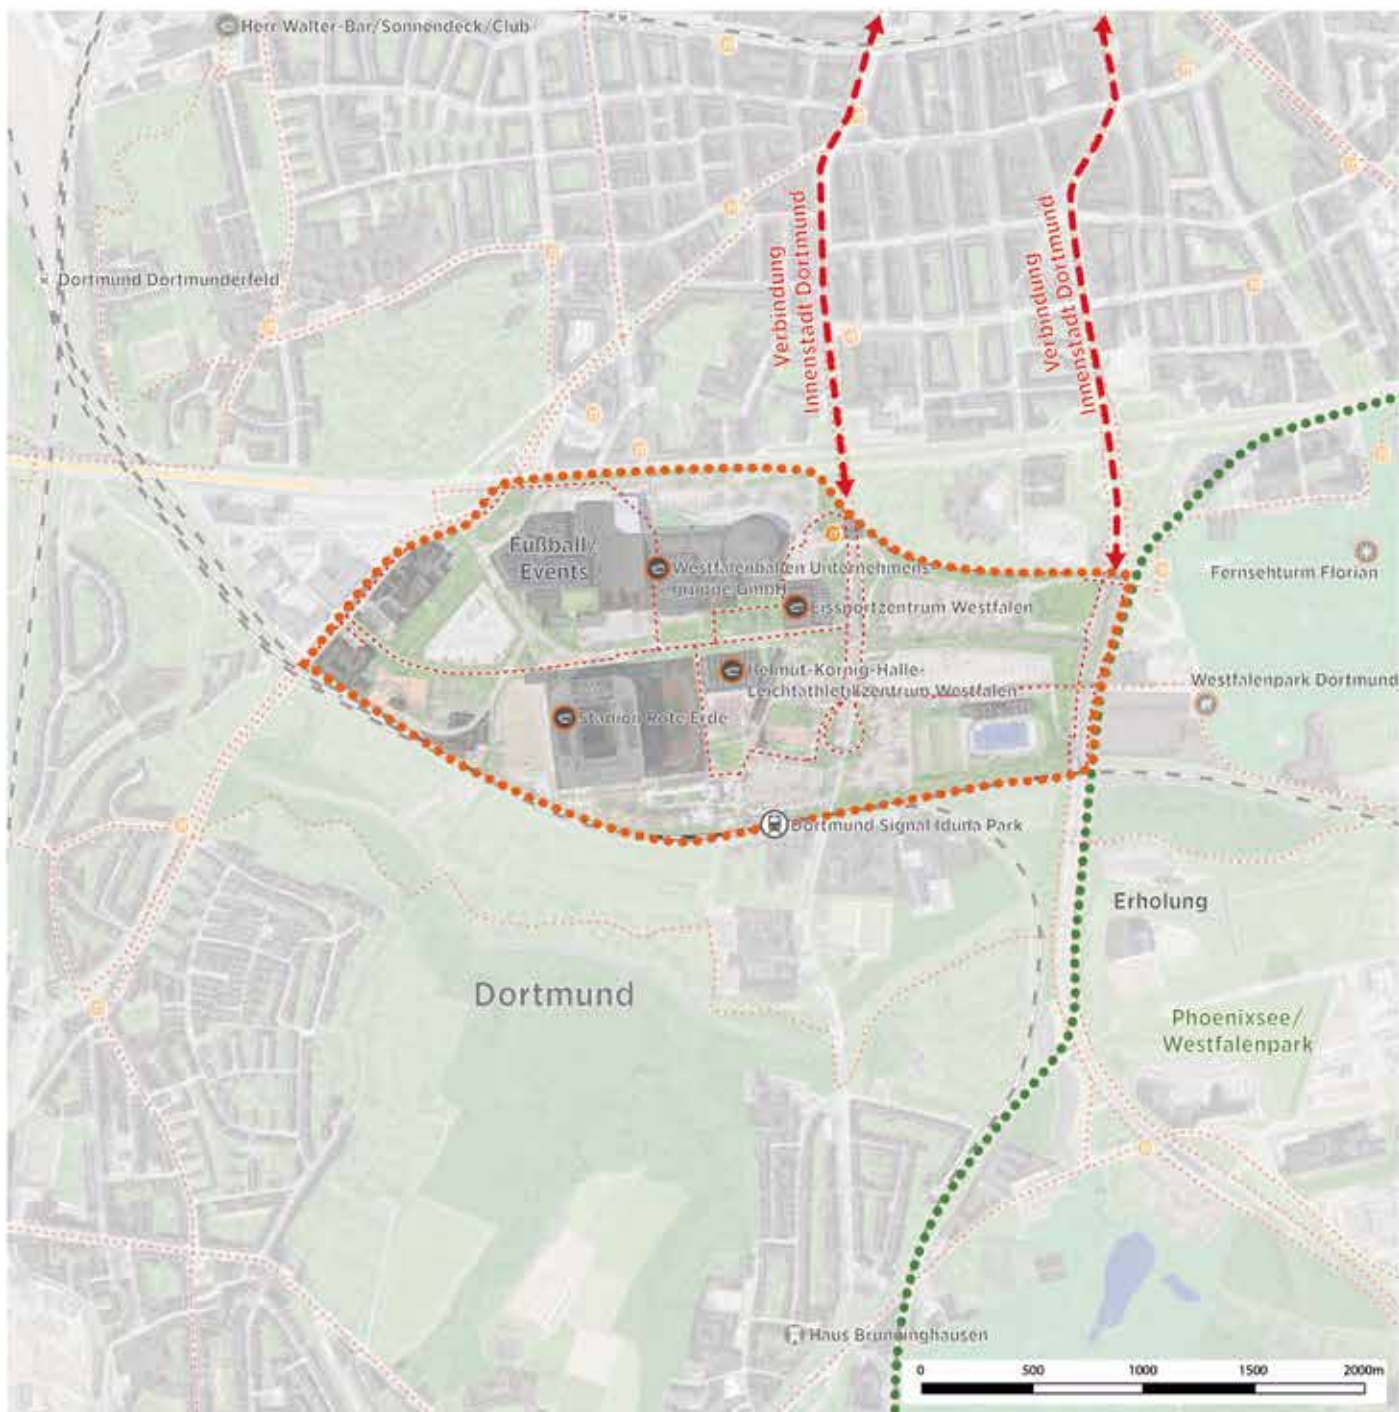 Herr Walter-Bar/Sonnendeck/Club
Dortmund Dortmunderfeld
Verbindung
Innenstadt Dortmund
Verbindung
Innenstadt Dortmund
Fußball/
Events
Westfalenhallen Unternehmens-
gruppe GmbH
Eissportzentrum Westfalen
Helmut-Körnig-Halle-
Leichtathletikzentrum Westfalen
Stadion Rote Erde
Fernsehturm Florian
Westfalenpark Dortmund
Dortmund Signal Iduna Park
Erholung
Dortmund
Phoenixsee/
Westfalenpark
Haus Brünninghausen
0 500 1000 1500 2000m